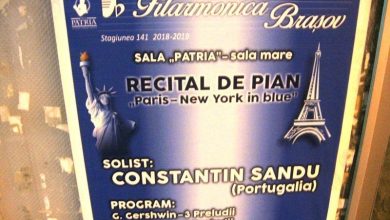 Filarmonica
Brașov
PATRIA
Stagiunea 141 2018-2019
SALA „PATRIA"- sala mare
RECITAL DE PIAN
„Paris-New York in blue"
SOLIST:
CONSTANTIN SANDU
(Portugalia)
PROGRAM:
G. Gershwin-3 Preludii